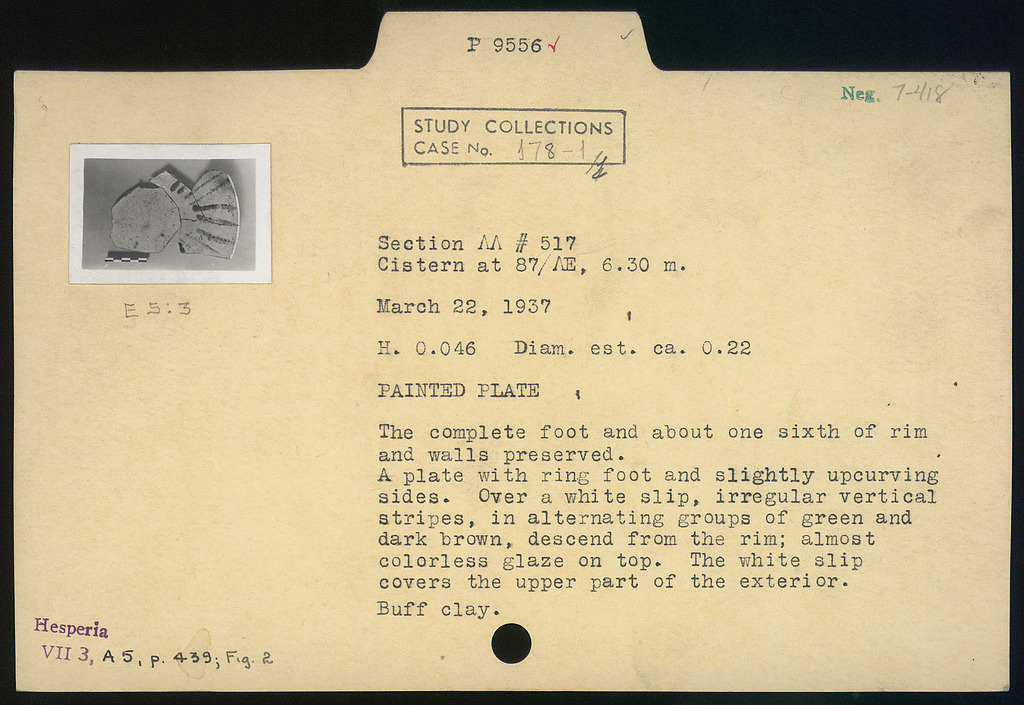 P 9556 ✓ ✓
Neg. 7-418
STUDY COLLECTIONS
CASE No. 178-1
Section ΛΛ # 517
Cistern at 87/ΛE, 6.30 m.
E 5:3
March 22, 1937
H. 0.046 Diam. est. ca. 0.22
PAINTED PLATE
The complete foot and about one sixth of rim
and walls preserved.
A plate with ring foot and slightly upcurving
sides. Over a white slip, irregular vertical
stripes, in alternating groups of green and
dark brown, descend from the rim; almost
colorless glaze on top. The white slip
covers the upper part of the exterior.
Buff clay.
Hesperia
VII 3, A 5, p. 439; Fig. 2